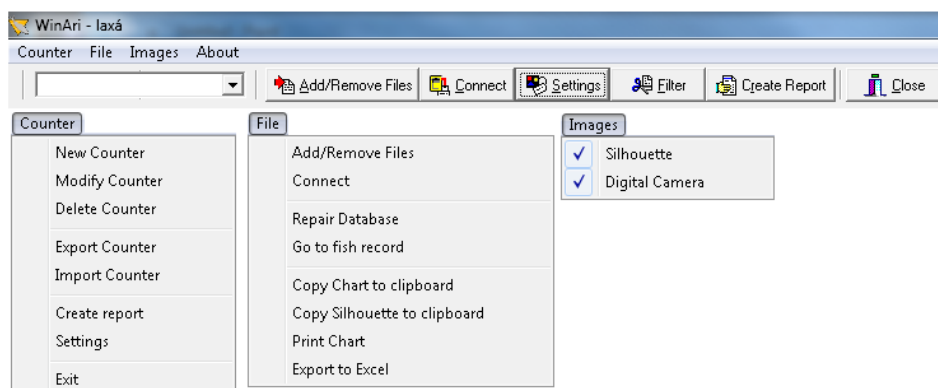 WinAri - laxá
Counter File Images About
Add/Remove Files Connect Settings Filter Create Report Close
Counter
New Counter
Modify Counter
Delete Counter
Export Counter
Import Counter
Create report
Settings
Exit
File
Add/Remove Files
Connect
Repair Database
Go to fish record
Copy Chart to clipboard
Copy Silhouette to clipboard
Print Chart
Export to Excel
Images
Silhouette
Digital Camera